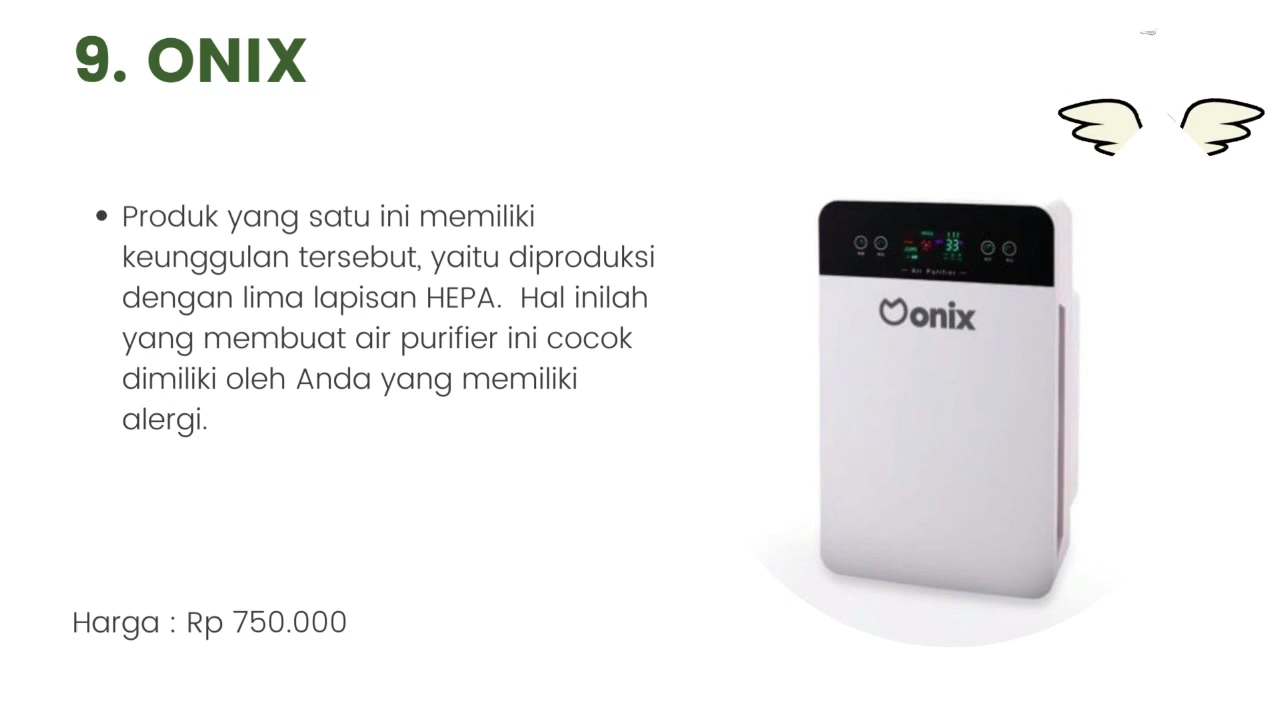 9. ONIX
Produk yang satu ini memiliki
keunggulan tersebut, yaitu diproduksi
dengan lima lapisan HEPA.  Hal inilah
yang membuat air purifier ini cocok
dimiliki oleh Anda yang memiliki
alergi.
33
Air Purifier
onix
Harga : Rp 750.000